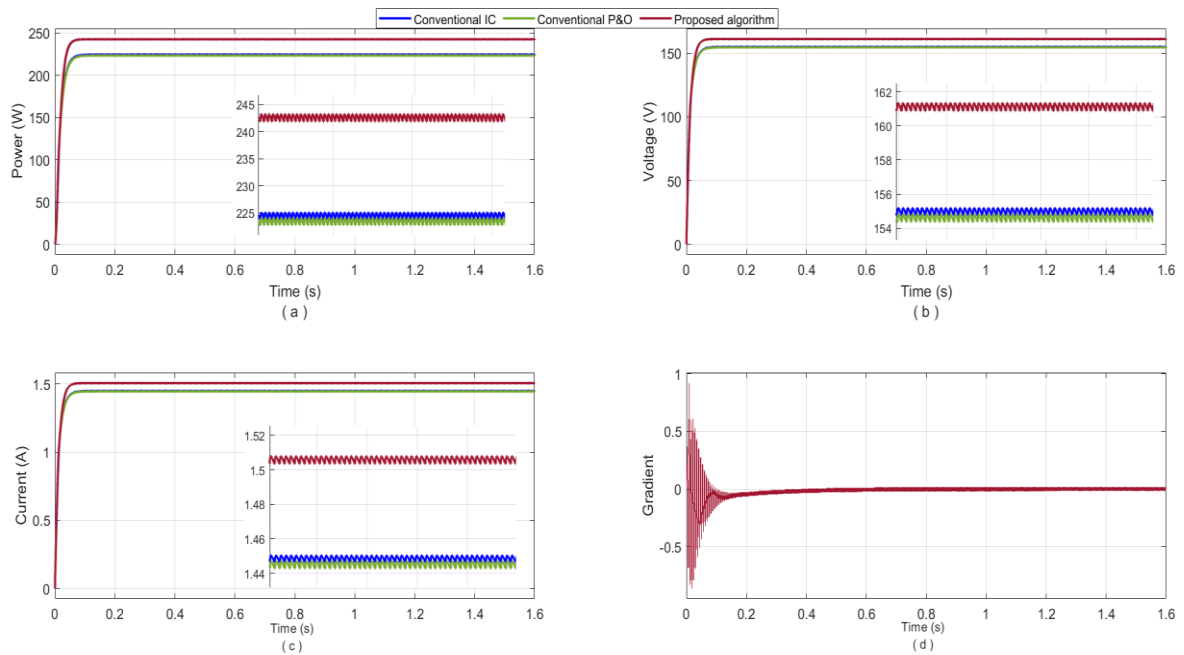 Conventional IC Conventional P&O Proposed algorithm
Power (W)
250
200
150
100
50
0
245
240
235
230
225
0 0.2 0.4 0.6 0.8 1 1.2 1.4 1.6
Time (s)
( a )
Voltage (V)
150
100
50
0
162
160
158
156
154
0 0.2 0.4 0.6 0.8 1 1.2 1.4 1.6
Time (s)
( b )
Current (A)
1.5
1
0.5
0
1.52
1.5
1.48
1.46
1.44
0 0.2 0.4 0.6 0.8 1 1.2 1.4 1.6
Time (s)
( c )
Gradient
1
0.5
0
-0.5
0 0.2 0.4 0.6 0.8 1 1.2 1.4 1.6
Time (s)
( d )